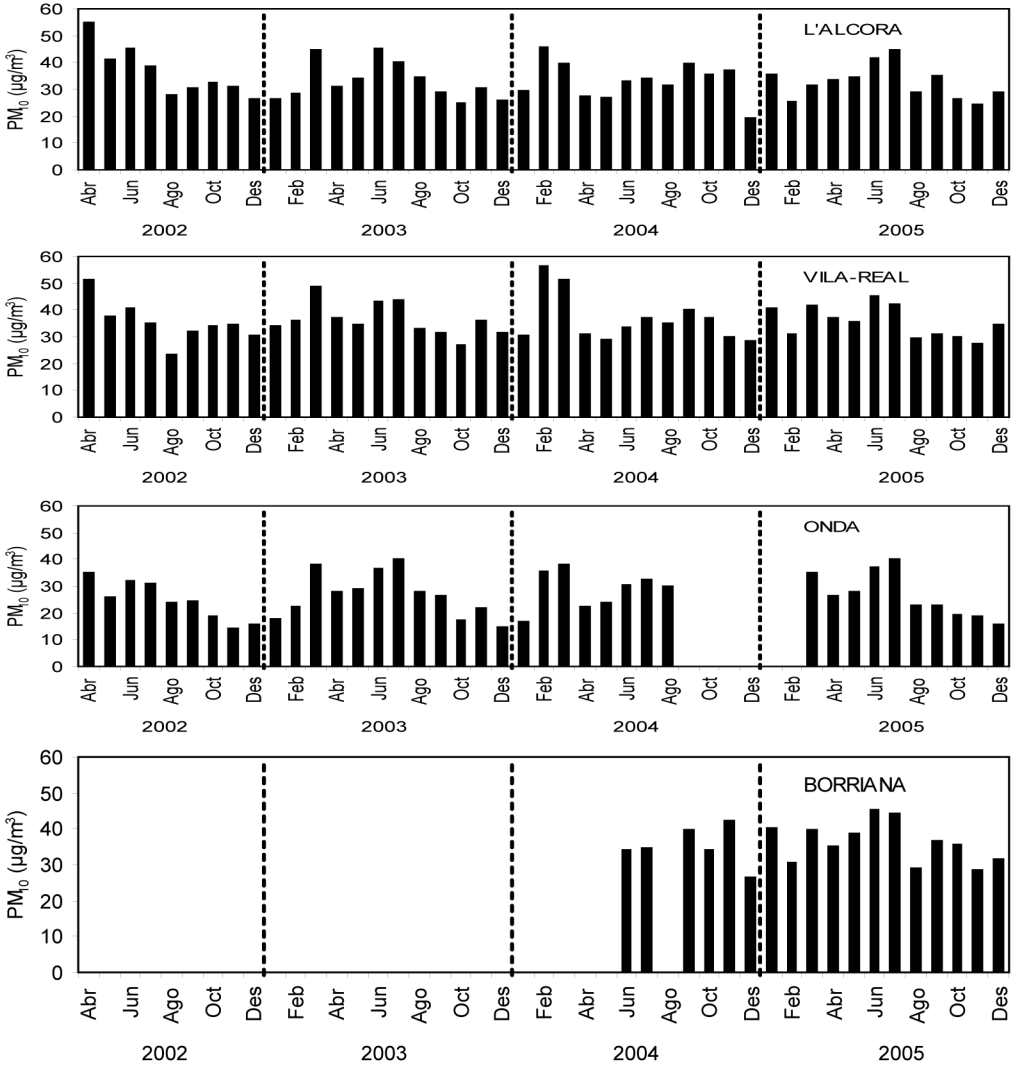 L'ALCORA
PM10 (µg/m³)
60
50
40
30
20
10
0
Abr Jun Ago Oct Des Feb Abr Jun Ago Oct Des Feb Abr Jun Ago Oct Des Feb Abr Jun Ago Oct Des
2002 2003 2004 2005
VILA-REAL
PM10 (µg/m³)
60
50
40
30
20
10
0
Abr Jun Ago Oct Des Feb Abr Jun Ago Oct Des Feb Abr Jun Ago Oct Des Feb Abr Jun Ago Oct Des
2002 2003 2004 2005
ONDA
PM10 (µg/m³)
60
50
40
30
20
10
0
Abr Jun Ago Oct Des Feb Abr Jun Ago Oct Des Feb Abr Jun Ago Oct Des Feb Abr Jun Ago Oct Des
2002 2003 2004 2005
BORRIANA
PM10 (µg/m³)
60
50
40
30
20
10
0
Abr Jun Ago Oct Des Feb Abr Jun Ago Oct Des Feb Abr Jun Ago Oct Des Feb Abr Jun Ago Oct Des
2002 2003 2004 2005